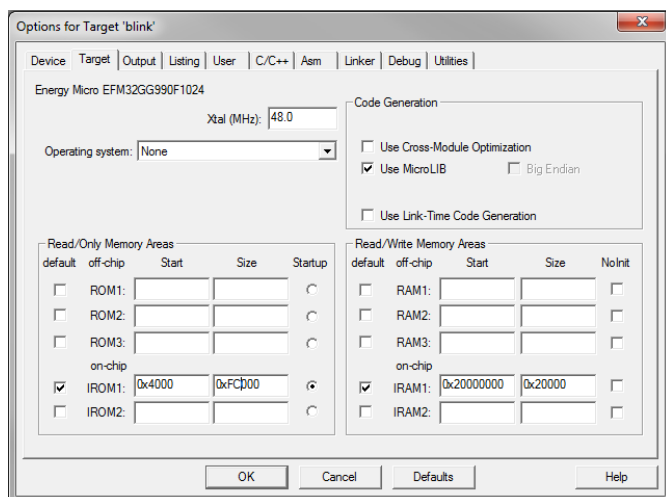 Options for Target 'blink'
Device Target Output Listing User C/C++ Asm Linker Debug Utilities
Energy Micro EFM32GG990F1024
Xtal (MHz): 48.0
Operating system: None
Code Generation
Use Cross-Module Optimization
Use MicroLIB Big Endian
Use Link-Time Code Generation
Read/Only Memory Areas
default off-chip Start Size Startup
ROM1:
ROM2:
ROM3:
on-chip
IROM1: 0x4000 0xFC000
IROM2:
Read/Write Memory Areas
default off-chip Start Size NoInit
RAM1:
RAM2:
RAM3:
on-chip
IRAM1: 0x20000000 0x20000
IRAM2:
OK Cancel Defaults Help